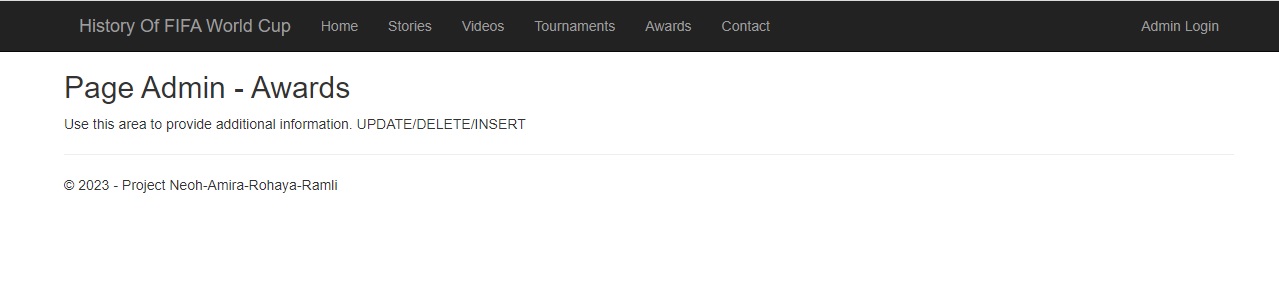 History Of FIFA World Cup Home Stories Videos Tournaments Awards Contact Admin Login
Page Admin - Awards
Use this area to provide additional information. UPDATE/DELETE/INSERT
© 2023 - Project Neoh-Amira-Rohaya-Ramli